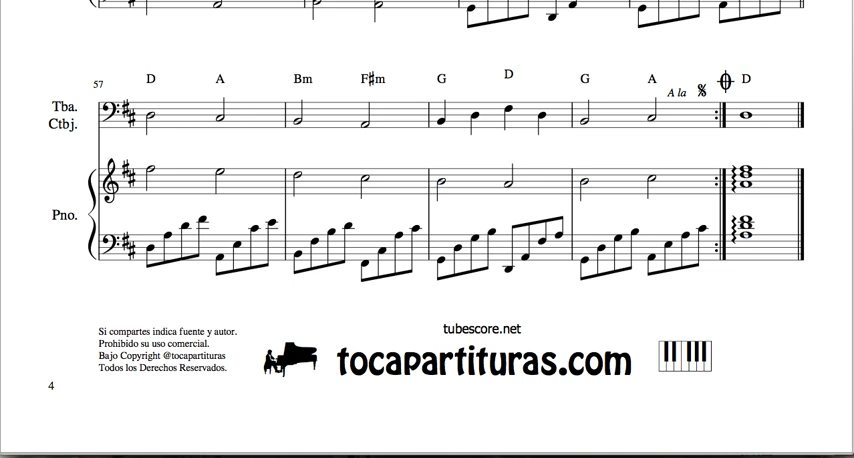 57
D A Bm F#m G D G A A la D
Tba.
Ctbj.
Pno.
Si compartes indica fuente y autor.
Prohibido su uso comercial.
Bajo Copyright @tocapartituras
Todos los Derechos Reservados.
tubescore.net
tocapartituras.com
4